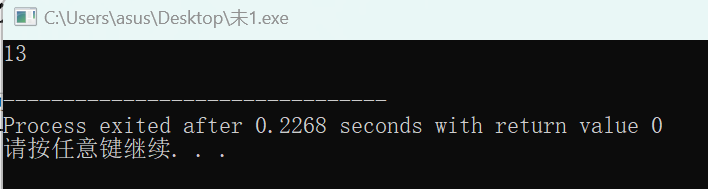 C:\Users\asus\Desktop\未1.exe
13
--------------------------------
Process exited after 0.2268 seconds with return value 0
请按任意键继续. . .